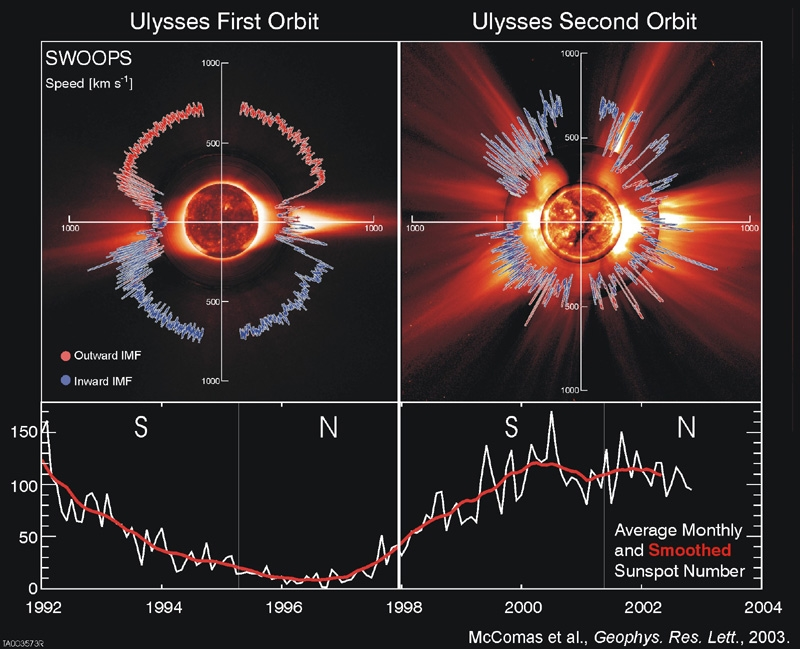 Ulysses First Orbit
Ulysses Second Orbit
SWOOPS
Speed [km s-1]
1000
500
1000
1000
500
1000
Outward IMF
Inward IMF
1000
500
1000
1000
500
1000
150
100
50
0
S
N
S
N
Average Monthly
and Smoothed
Sunspot Number
1992
1994
1996
1998
2000
2002
2004
TA003573R
McComas et al., Geophys. Res. Lett., 2003.